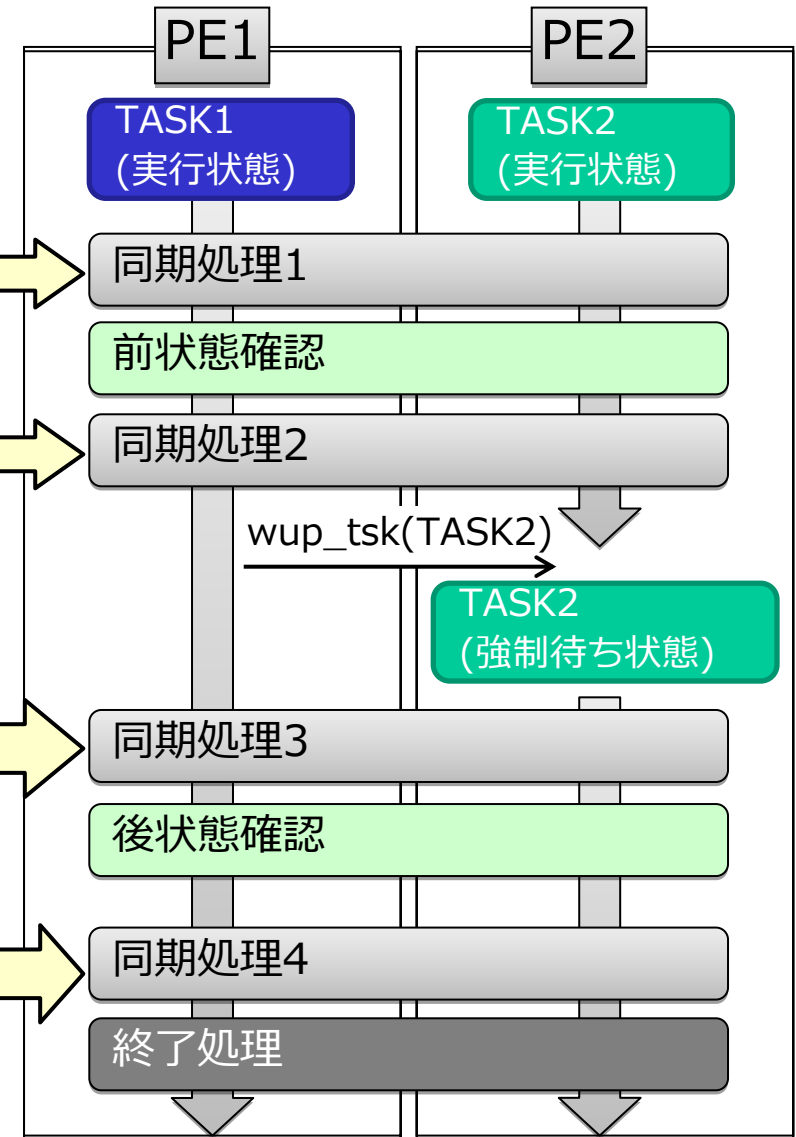 PE1
PE2
TASK1
(実行状態)
TASK2
(実行状態)
同期処理1
前状態確認
同期処理2
wup_tsk(TASK2)
TASK2
(強制待ち状態)
同期処理3
後状態確認
同期処理4
終了処理